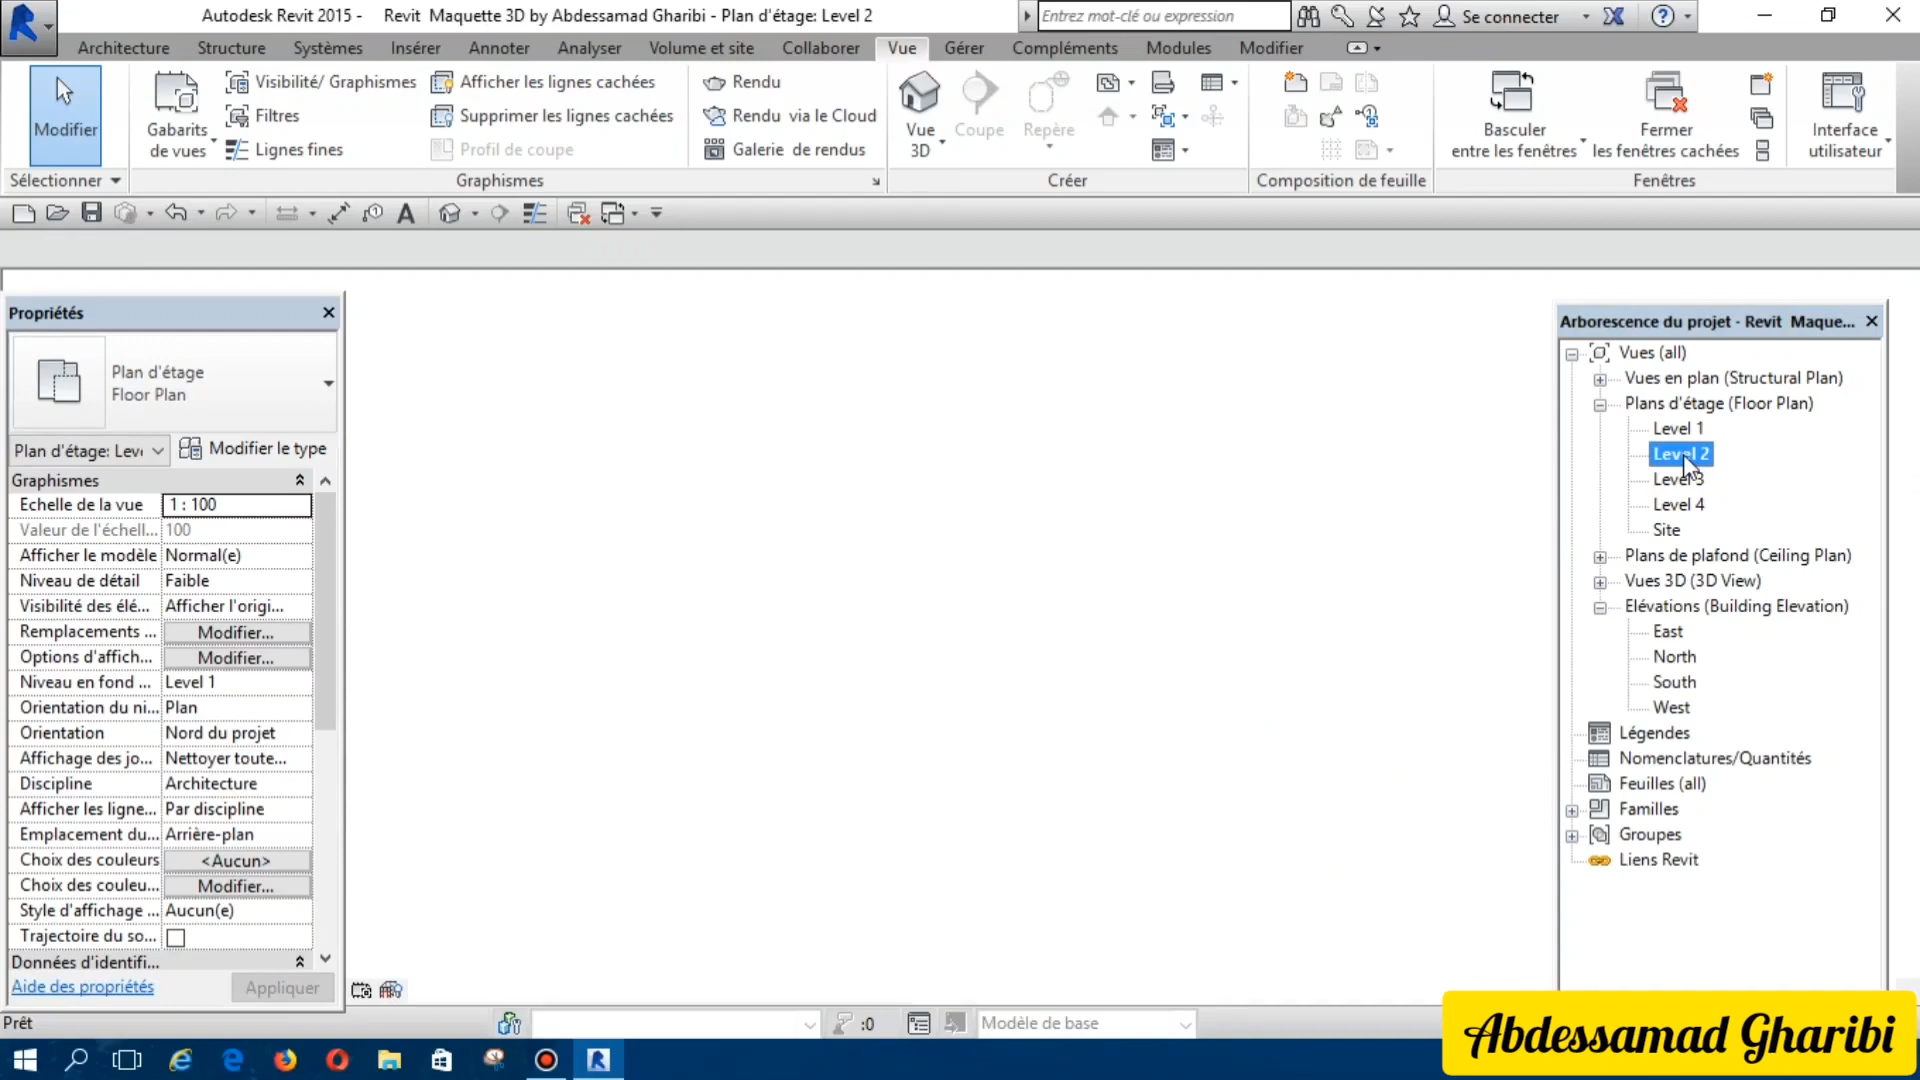 Autodesk Revit 2015 - Revit Maquette 3D by Abdessamad Gharibi - Plan d'étage: Level 2
Entrez mot-clé ou expression
Se connecter
Architecture Structure Systèmes Insérer Annoter Analyser Volume et site Collaborer Vue Gérer Compléments Modules Modifier
Modifier
Gabarits de vues
Visibilité/ Graphismes
Filtres
Lignes fines
Afficher les lignes cachées
Supprimer les lignes cachées
Profil de coupe
Rendu
Rendu via le Cloud
Galerie de rendus
Vue 3D
Coupe
Repère
Basculer entre les fenêtres
Fermer les fenêtres cachées
Interface utilisateur
Sélectionner
Graphismes
Créer
Composition de feuille
Fenêtres
Propriétés
Plan d'étage
Floor Plan
Plan d'étage: Lev
Modifier le type
Graphismes
Echelle de la vue 1 : 100
Valeur de l'échell... 100
Afficher le modèle Normal(e)
Niveau de détail Faible
Visibilité des élé... Afficher l'origi...
Remplacements ... Modifier...
Options d'affich... Modifier...
Niveau en fond ... Level 1
Orientation du ni... Plan
Orientation Nord du projet
Affichage des jo... Nettoyer toute...
Discipline Architecture
Afficher les ligne... Par discipline
Emplacement du... Arrière-plan
Choix des couleurs <Aucun>
Choix des couleu... Modifier...
Style d'affichage ... Aucun(e)
Trajectoire du so...
Données d'identifi...
Aide des propriétés
Appliquer
Arborescence du projet - Revit Maque...
Vues (all)
Vues en plan (Structural Plan)
Plans d'étage (Floor Plan)
Level 1
Level 2
Level 3
Level 4
Site
Plans de plafond (Ceiling Plan)
Vues 3D (3D View)
Elévations (Building Elevation)
East
North
South
West
Légendes
Nomenclatures/Quantités
Feuilles (all)
Familles
Groupes
Liens Revit
Prêt
:0
Modèle de base
Abdessamad Gharibi